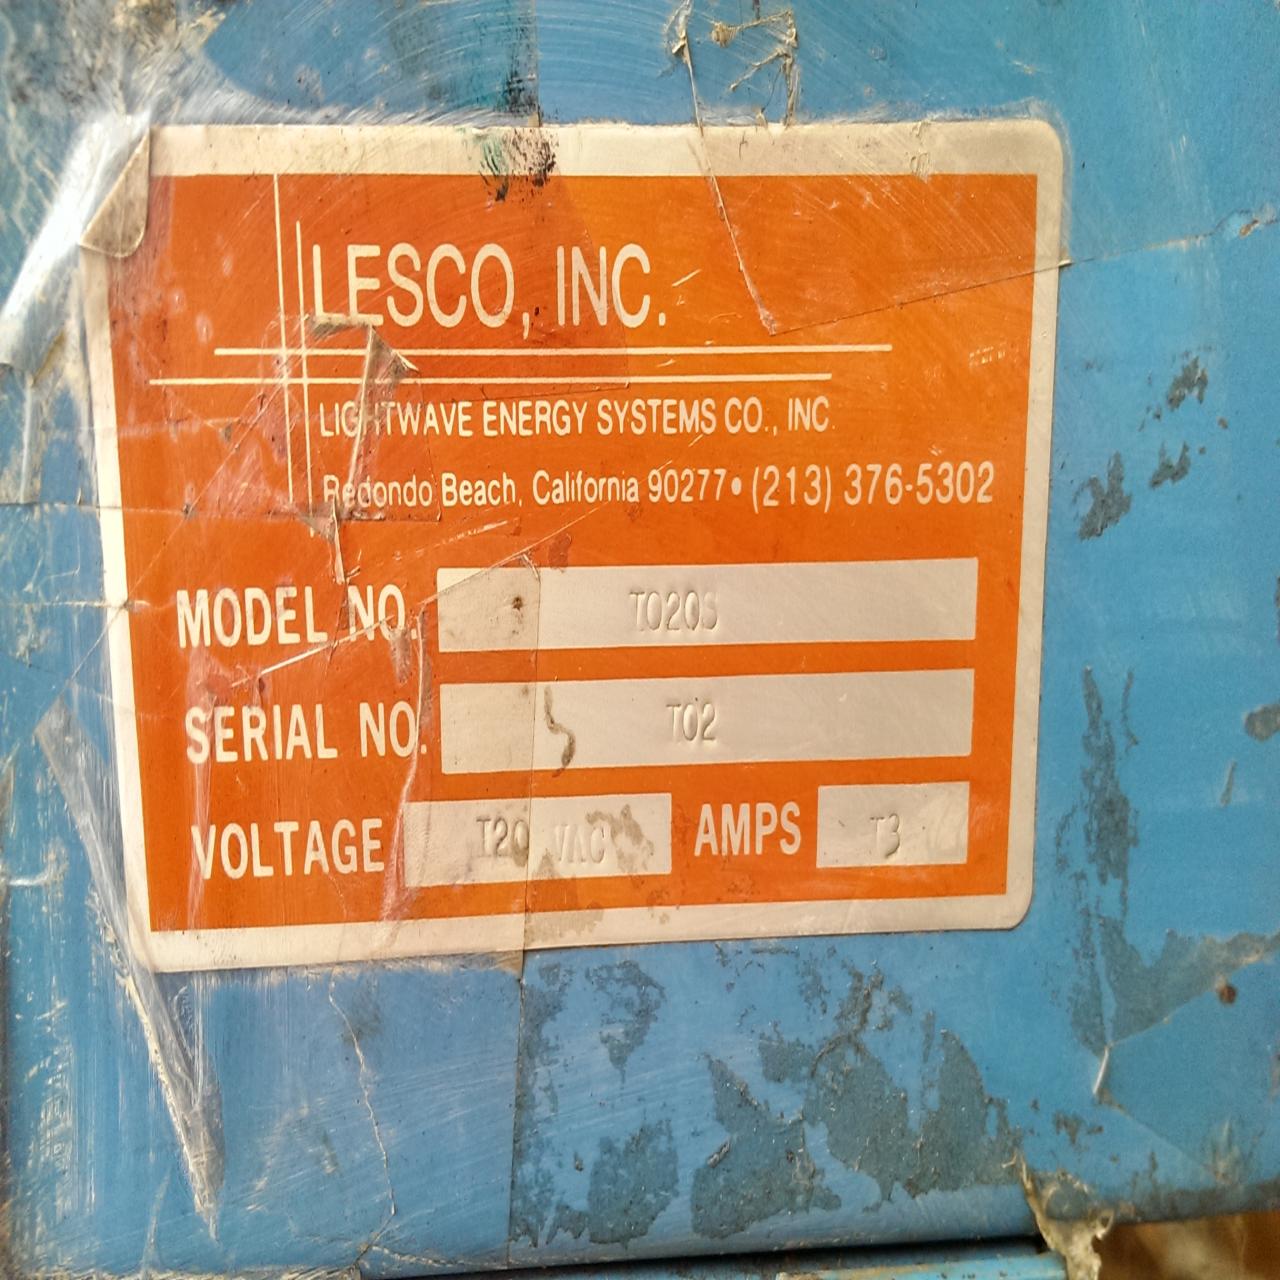 LESCO, INC.
LIGHTWAVE ENERGY SYSTEMS CO., INC.
Redondo Beach, California 90277 • (213) 376-5302
MODEL NO. T020S
SERIAL NO. T02
VOLTAGE T20 VAC AMPS T3